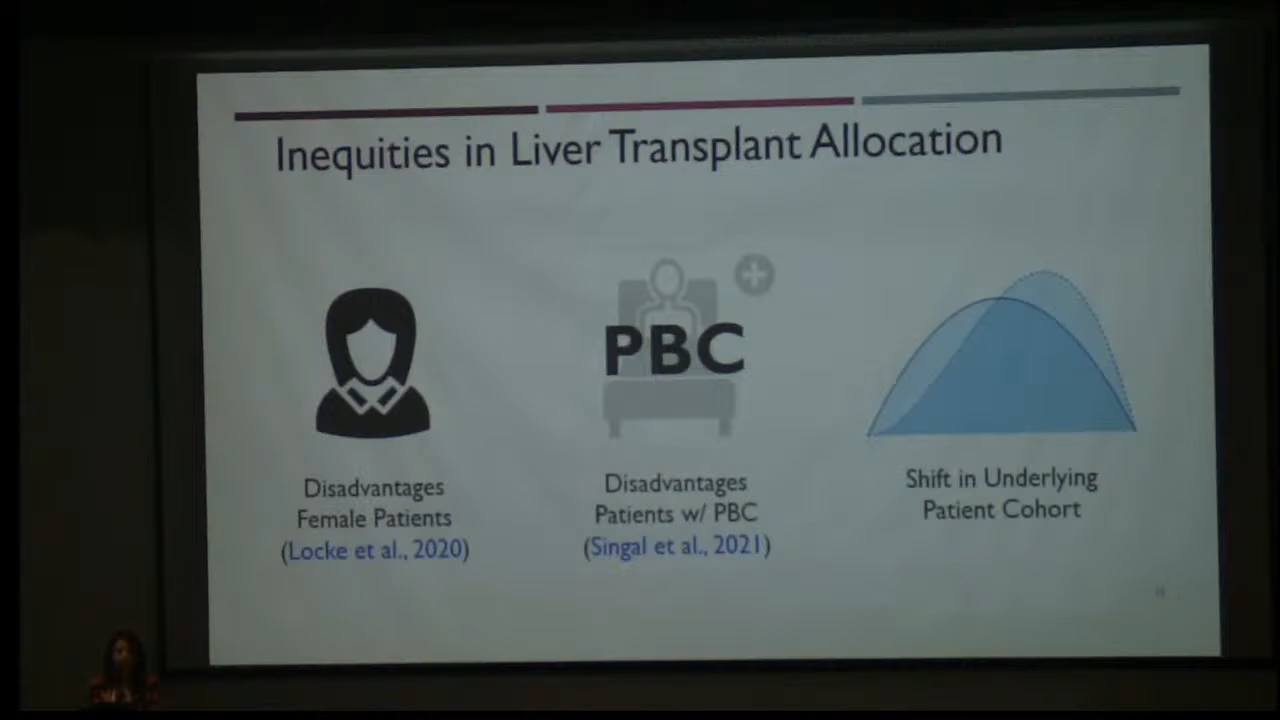 Inequities in Liver Transplant Allocation
PBC
Disadvantages
Female Patients
(Locke et al., 2020)
Disadvantages
Patients w/ PBC
(Singal et al., 2021)
Shift in Underlying
Patient Cohort